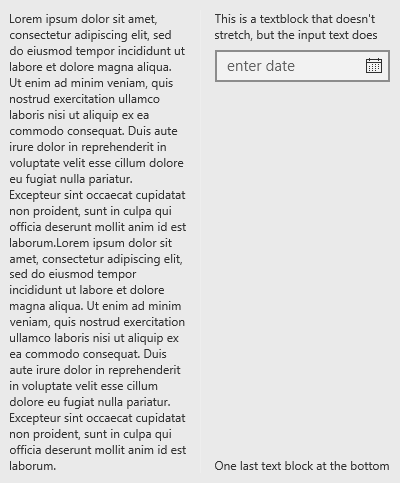 Lorem ipsum dolor sit amet,
consectetur adipiscing elit, sed
do eiusmod tempor incididunt ut
labore et dolore magna aliqua.
Ut enim ad minim veniam, quis
nostrud exercitation ullamco
laboris nisi ut aliquip ex ea
commodo consequat. Duis aute
irure dolor in reprehenderit in
voluptate velit esse cillum dolore
eu fugiat nulla pariatur.
Excepteur sint occaecat cupidatat
non proident, sunt in culpa qui
officia deserunt mollit anim id est
laborum.Lorem ipsum dolor sit
amet, consectetur adipiscing elit,
sed do eiusmod tempor
incididunt ut labore et dolore
magna aliqua. Ut enim ad minim
veniam, quis nostrud exercitation
ullamco laboris nisi ut aliquip ex
ea commodo consequat. Duis
aute irure dolor in reprehenderit
in voluptate velit esse cillum
dolore eu fugiat nulla pariatur.
Excepteur sint occaecat cupidatat
non proident, sunt in culpa qui
officia deserunt mollit anim id est
laborum.
This is a textblock that doesn't
stretch, but the input text does
enter date
One last text block at the bottom